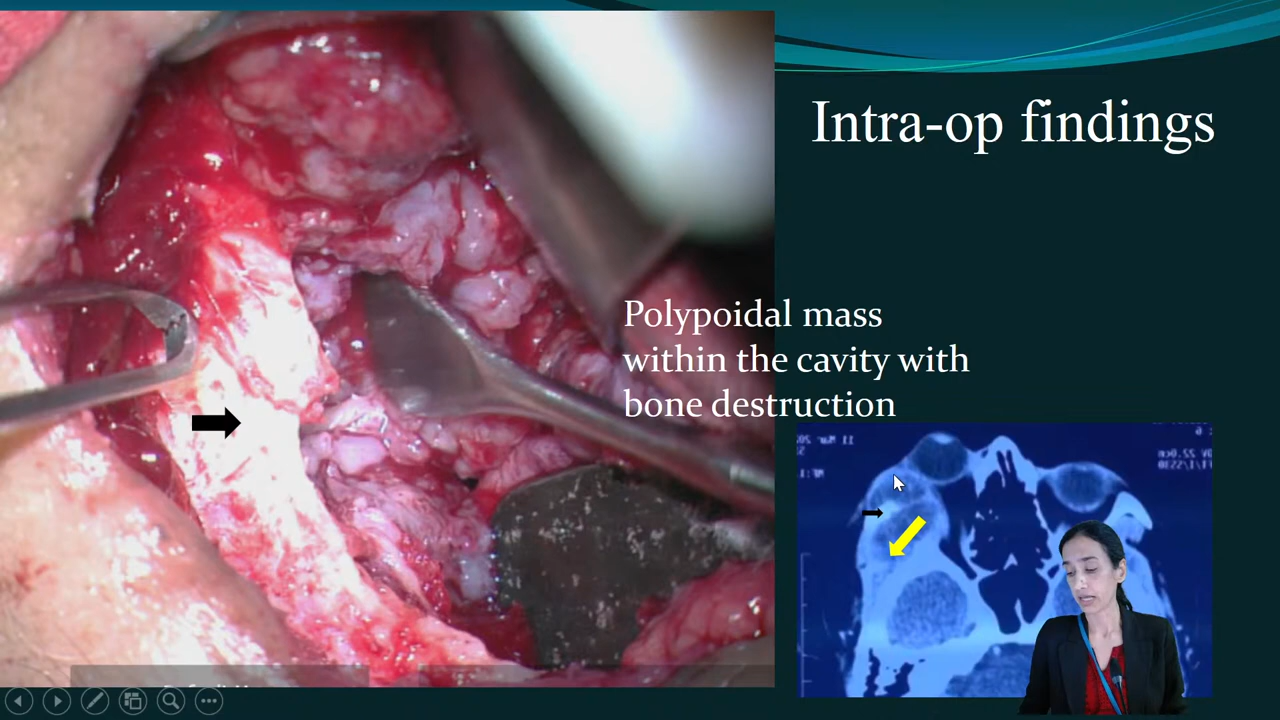 Intra-op findings
Polypoidal mass
within the cavity with
bone destruction